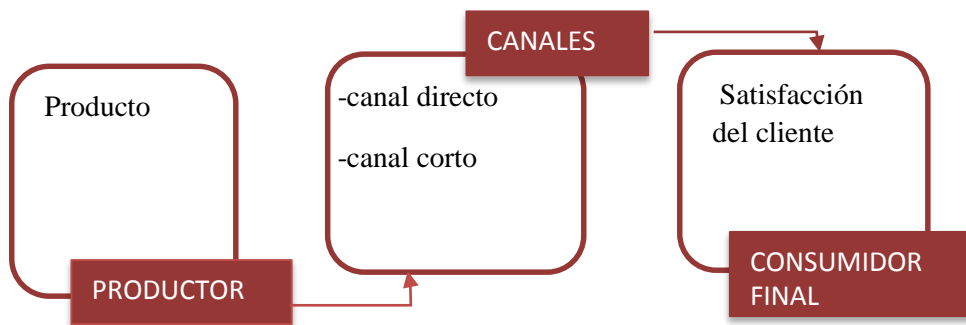 Producto
PRODUCTOR
CANALES
-canal directo
-canal corto
Satisfacción
del cliente
CONSUMIDOR
FINAL